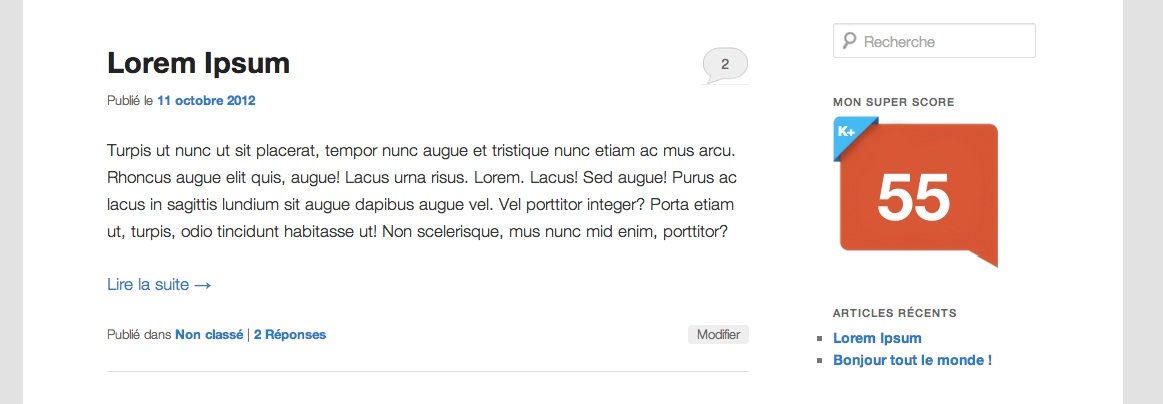 Lorem Ipsum
2
Publié le 11 octobre 2012
Turpis ut nunc ut sit placerat, tempor nunc augue et tristique nunc etiam ac mus arcu.
Rhoncus augue elit quis, augue! Lacus urna risus. Lorem. Lacus! Sed augue! Purus ac
lacus in sagittis lundium sit augue dapibus augue vel. Vel porttitor integer? Porta etiam
ut, turpis, odio tincidunt habitasse ut! Non scelerisque, mus nunc mid enim, porttitor?
Lire la suite →
Publié dans Non classé | 2 Réponses
Modifier
Recherche
MON SUPER SCORE
K+
55
ARTICLES RÉCENTS
Lorem Ipsum
Bonjour tout le monde !